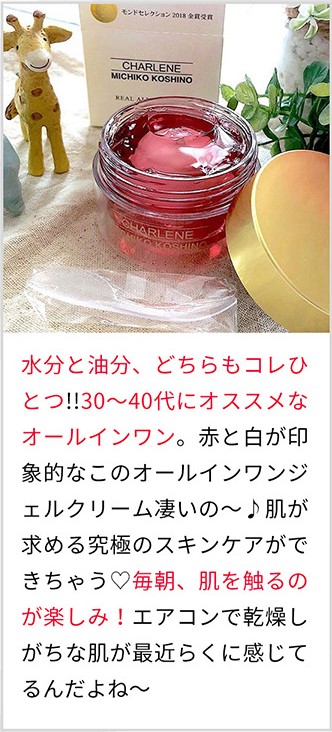 モンドセレクション2018 金賞受賞
CHARLENE
MICHIKO KOSHINO
CHARLENE
MICHIKO KOSHINO
水分と油分、どちらもコレひ
とつ!!30〜40代にオススメな
オールインワン。赤と白が印
象的なこのオールインワンジ
ェルクリーム凄いの〜♪肌が
求める究極のスキンケアがで
きちゃう♡毎朝、肌を触るの
が楽しみ！エアコンで乾燥し
がちな肌が最近らくに感じて
るんだよね〜